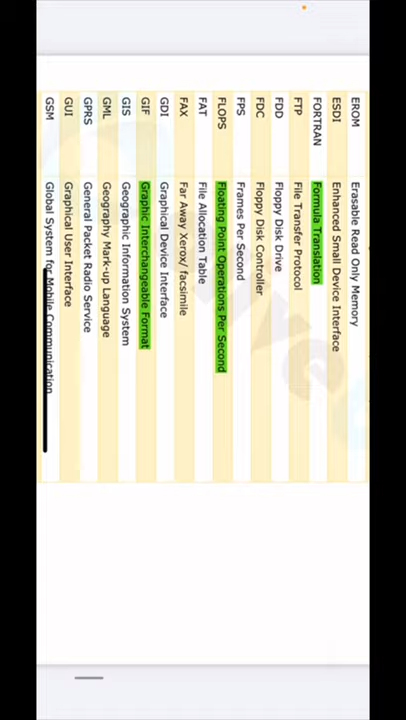 EROM Erasable Read Only Memory
ESDI Enhanced Small Device Interface
FORTRAN Formula Translation
FTP File Transfer Protocol
FDD Floppy Disk Drive
FDC Floppy Disk Controller
FPS Frames Per Second
FLOPS Floating Point Operations Per Second
FAT File Allocation Table
FAX Far Away Xerox/ facsimile
GDI Graphical Device Interface
GIF Graphic Interchangeable Format
GIS Geographic Information System
GML Geography Mark-up Language
GPRS General Packet Radio Service
GUI Graphical User Interface
GSM Global System for Mobile Communication